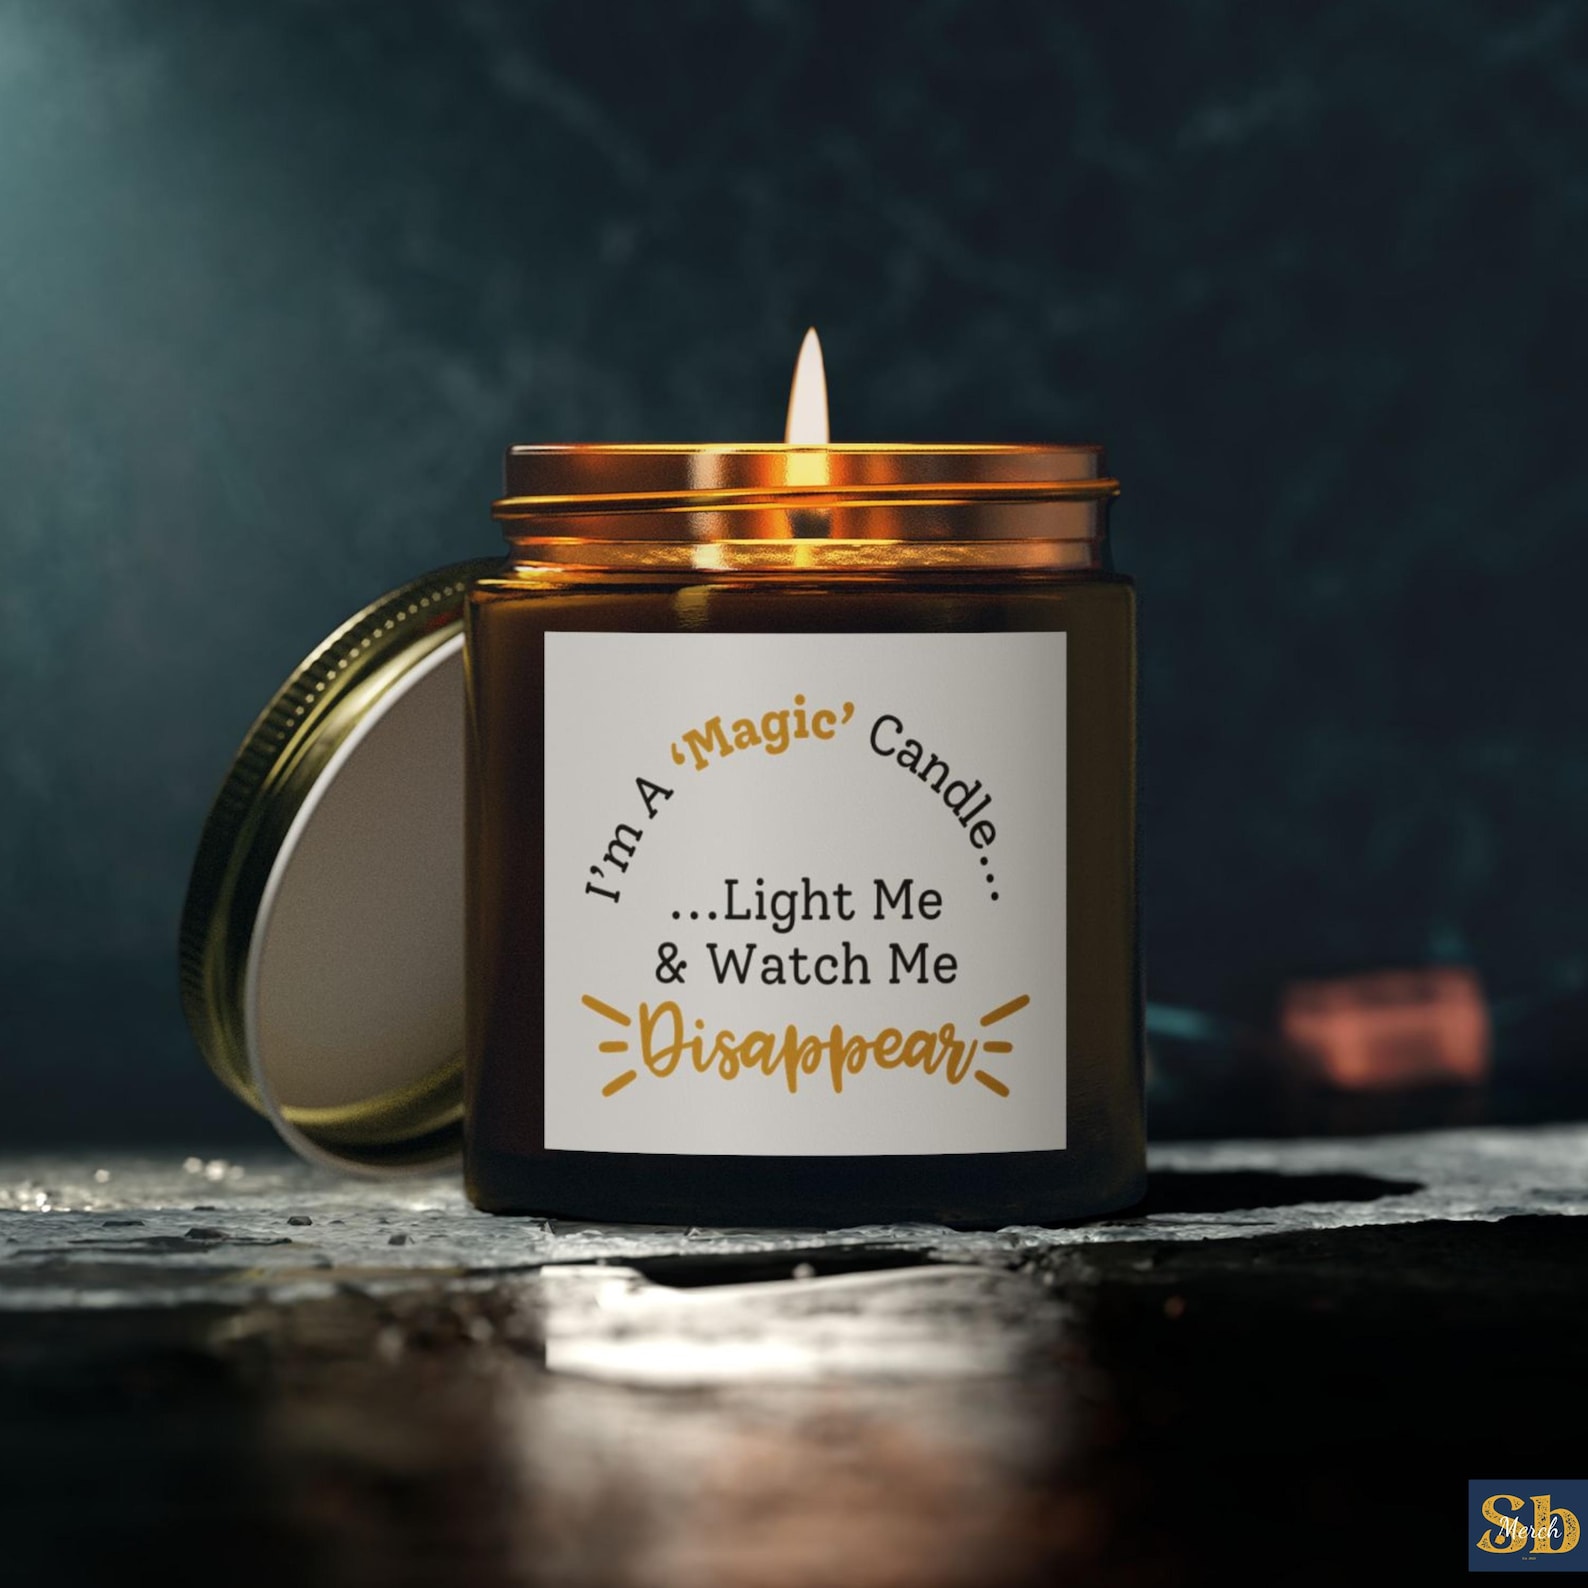 I'm A ‘Magic’ Candle...
...Light Me
& Watch Me
Disappear
Sb
Merch